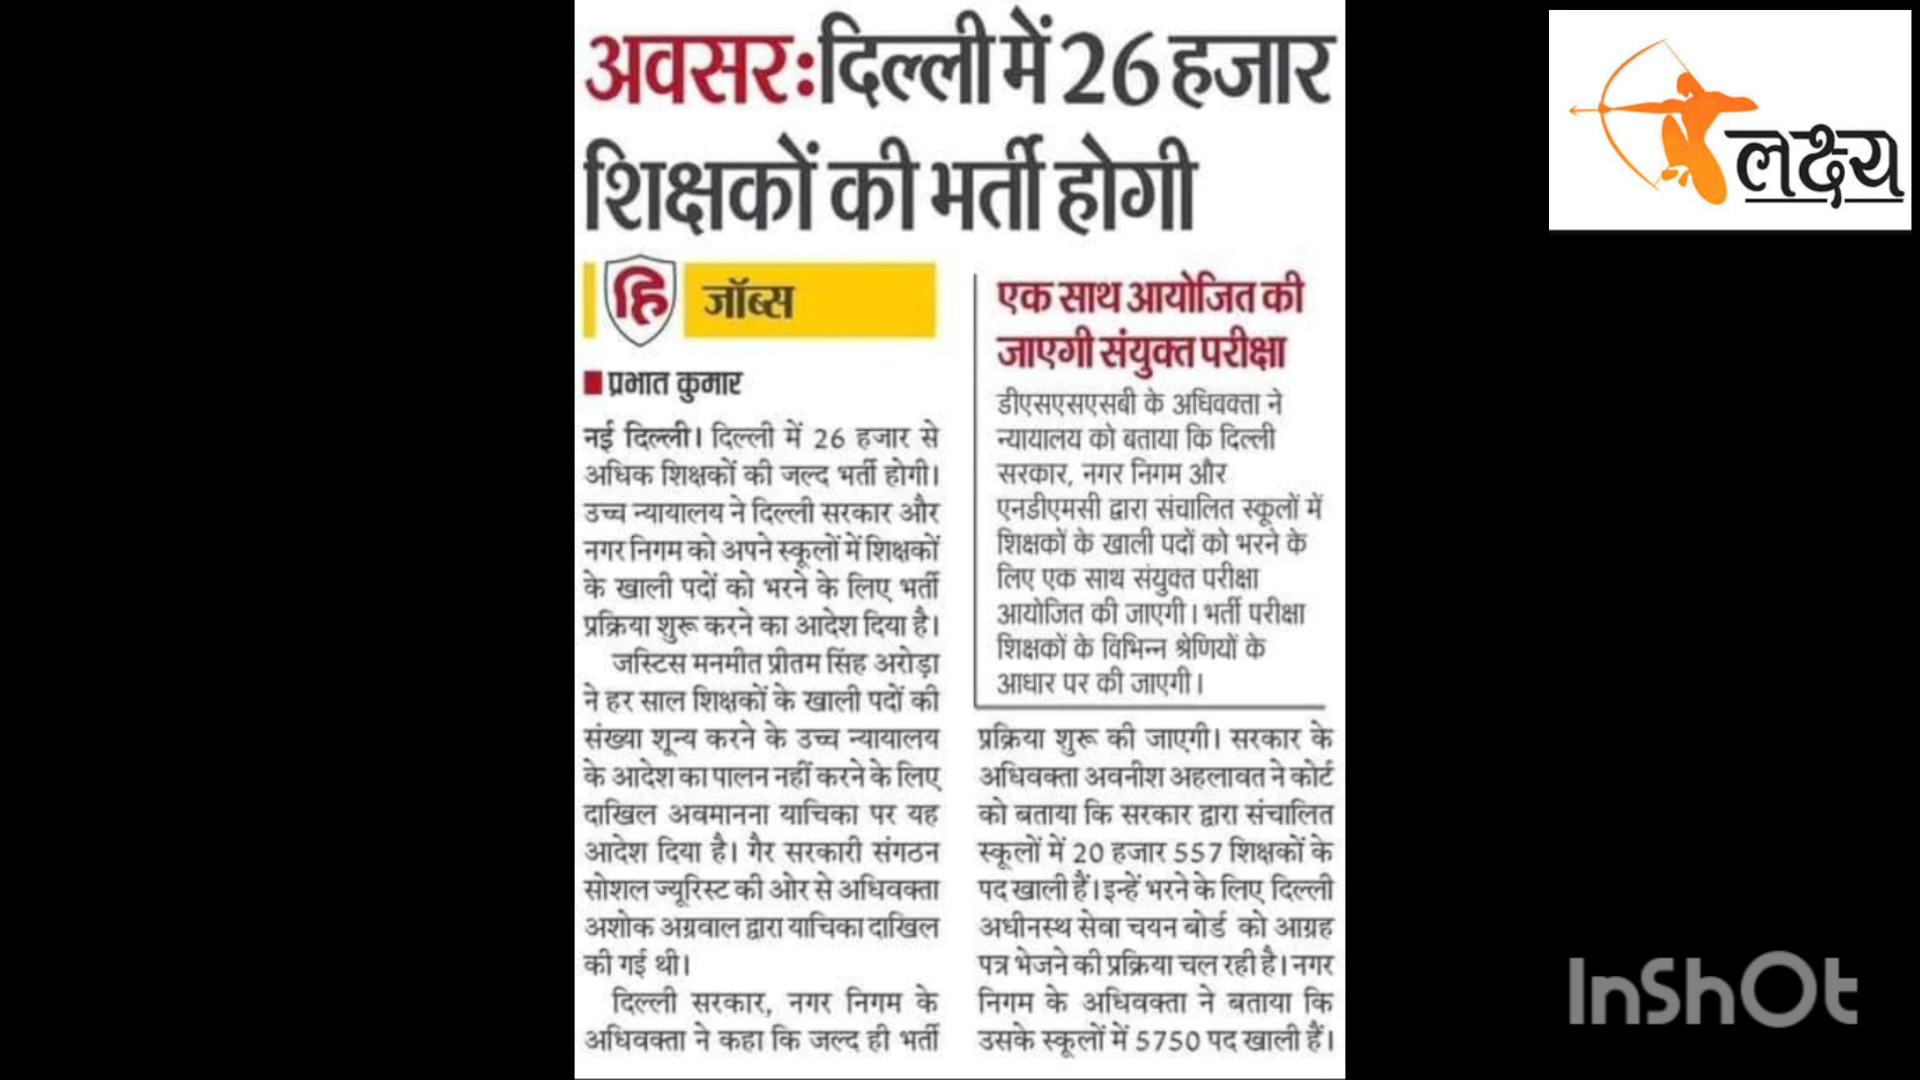 अवसर:दिल्ली में 26 हजार
शिक्षकों की भर्ती होगी
हि जॉब्स
प्रभात कुमार
नई दिल्ली। दिल्ली में 26 हजार से
अधिक शिक्षकों की जल्द भर्ती होगी।
उच्च न्यायालय ने दिल्ली सरकार और
नगर निगम को अपने स्कूलों में शिक्षकों
के खाली पदों को भरने के लिए भर्ती
प्रक्रिया शुरू करने का आदेश दिया है।
जस्टिस मनमीत प्रीतम सिंह अरोड़ा
ने हर साल शिक्षकों के खाली पदों की
संख्या शून्य करने के उच्च न्यायालय
के आदेश का पालन नहीं करने के लिए
दाखिल अवमानना याचिका पर यह
आदेश दिया है। गैर सरकारी संगठन
सोशल ज्यूरिस्ट की ओर से अधिवक्ता
अशोक अग्रवाल द्वारा याचिका दाखिल
की गई थी।
दिल्ली सरकार, नगर निगम के
अधिवक्ता ने कहा कि जल्द ही भर्ती
एक साथ आयोजित की
जाएगी संयुक्त परीक्षा
डीएसएसएसबी के अधिवक्ता ने
न्यायालय को बताया कि दिल्ली
सरकार, नगर निगम और
एनडीएमसी द्वारा संचालित स्कूलों में
शिक्षकों के खाली पदों को भरने के
लिए एक साथ संयुक्त परीक्षा
आयोजित की जाएगी। भर्ती परीक्षा
शिक्षकों के विभिन्न श्रेणियों के
आधार पर की जाएगी।
प्रक्रिया शुरू की जाएगी। सरकार के
अधिवक्ता अवनीश अहलावत ने कोर्ट
को बताया कि सरकार द्वारा संचालित
स्कूलों में 20 हजार 557 शिक्षकों के
पद खाली हैं। इन्हें भरने के लिए दिल्ली
अधीनस्थ सेवा चयन बोर्ड को आग्रह
पत्र भेजने की प्रक्रिया चल रही है। नगर
निगम के अधिवक्ता ने बताया कि
उसके स्कूलों में 5750 पद खाली हैं।
लक्ष्य
InShOt